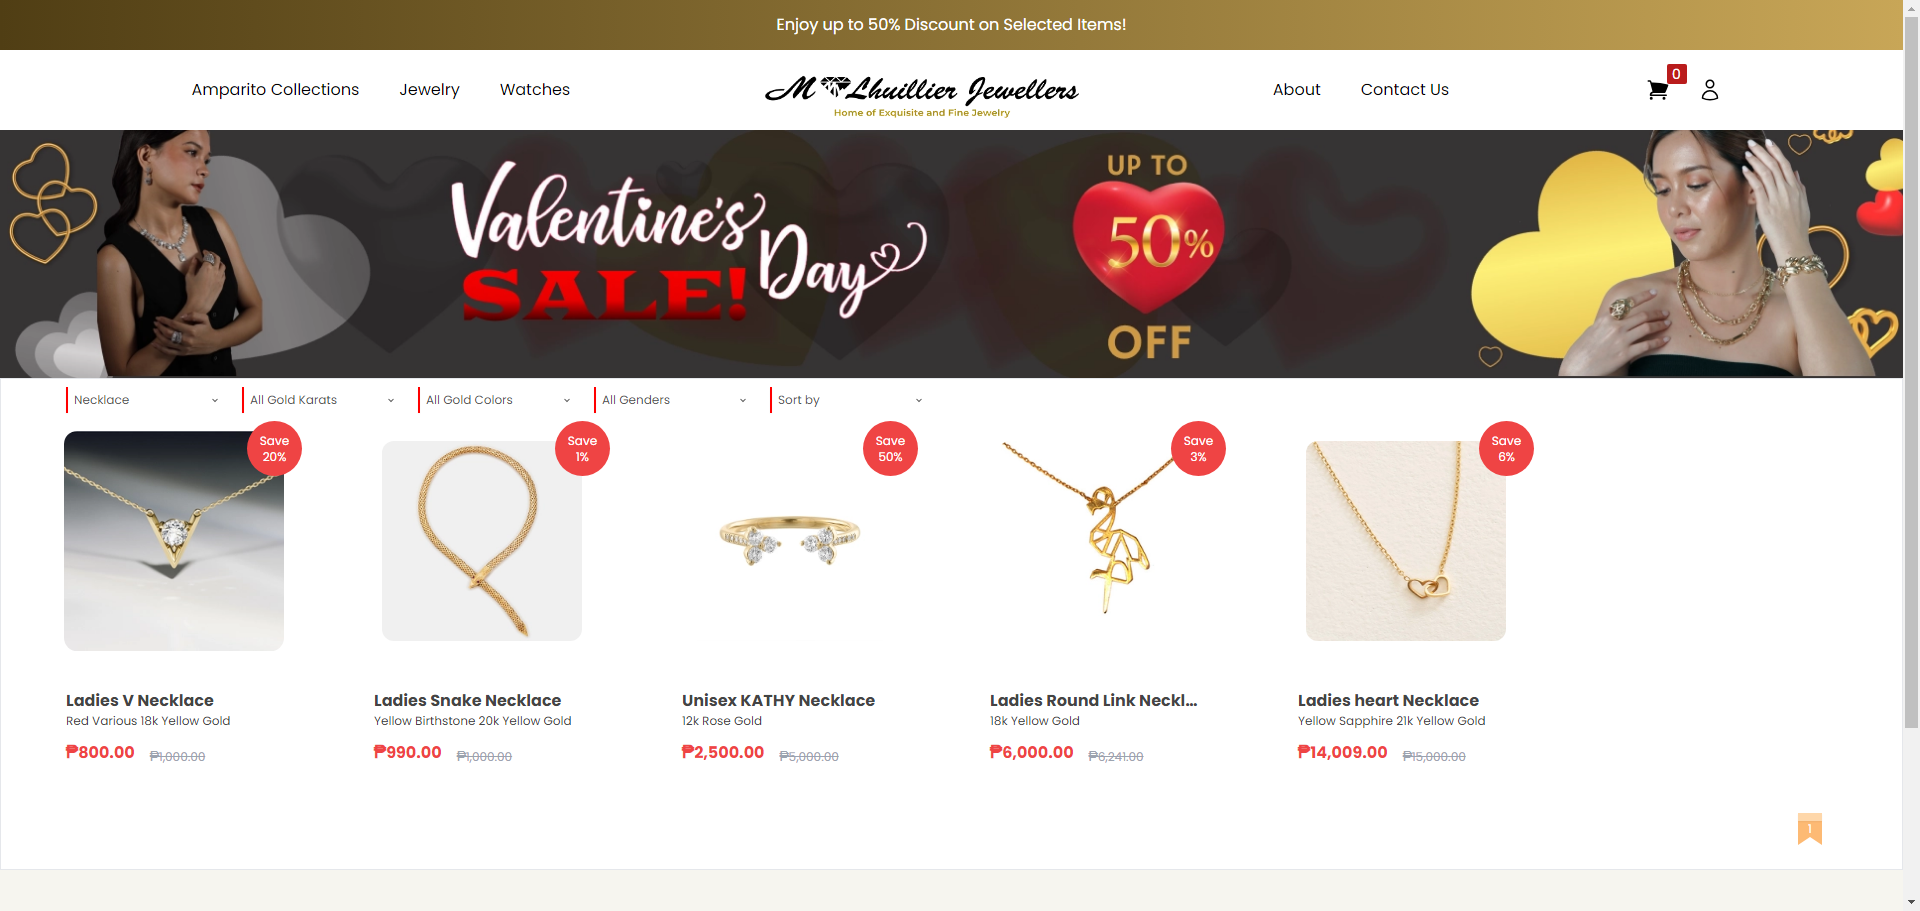 Enjoy up to 50% Discount on Selected Items!
Amparito Collections
Jewelry
Watches
M Lhuillier Jewellers
Home of Exquisite and Fine Jewelry
About
Contact Us
0
Valentine's
Day
SALE!
UP TO
50%
OFF
Necklace
All Gold Karats
All Gold Colors
All Genders
Sort by
Save
20%
Save
1%
Save
50%
Save
3%
Save
6%
Ladies V Necklace
Red Various 18k Yellow Gold
₱800.00 ₱1,000.00
Ladies Snake Necklace
Yellow Birthstone 20k Yellow Gold
₱990.00 ₱1,000.00
Unisex KATHY Necklace
12k Rose Gold
₱2,500.00 ₱5,000.00
Ladies Round Link Neckl...
18k Yellow Gold
₱6,000.00 ₱6,241.00
Ladies heart Necklace
Yellow Sapphire 21k Yellow Gold
₱14,009.00 ₱15,000.00
1